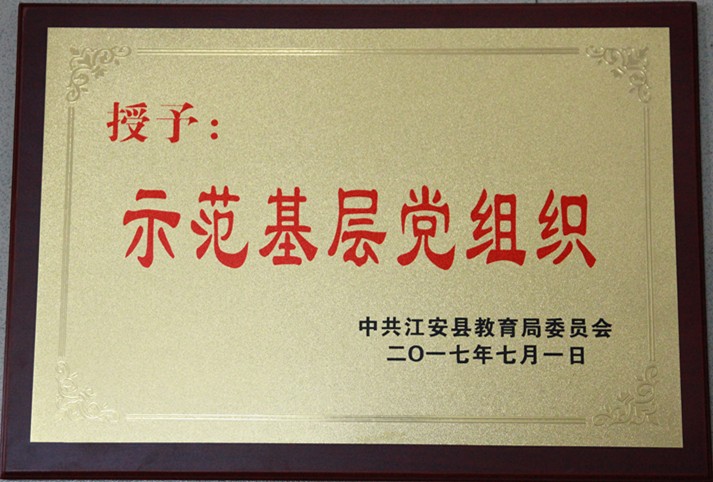 授予：
示范基层党组织
中共江安县教育局委员会
二〇一七年七月一日